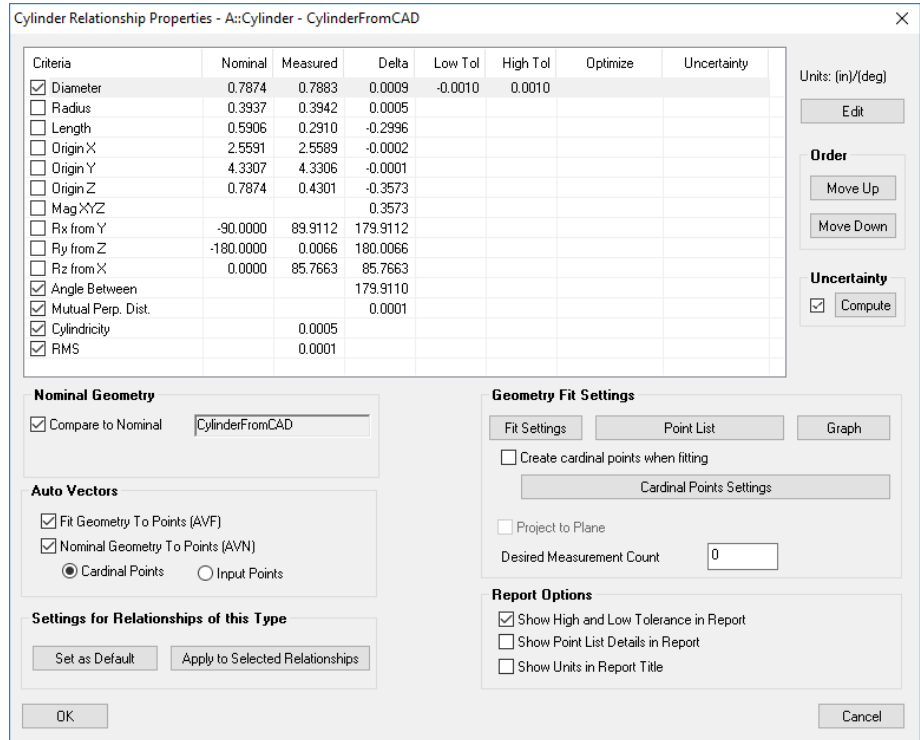 Cylinder Relationship Properties - A::Cylinder - CylinderFromCAD
Criteria Nominal Measured Delta Low Tol High Tol Optimize Uncertainty
Diameter 0.7874 0.7883 0.0009 -0.0010 0.0010
Radius 0.3937 0.3942 0.0005
Length 0.5906 0.2910 -0.2996
Origin X 2.5591 2.5589 -0.0002
Origin Y 4.3307 4.3306 -0.0001
Origin Z 0.7874 0.4301 -0.3573
Mag XYZ 0.3573
Rx from Y -90.0000 89.9112 179.9112
Ry from Z -180.0000 0.0066 180.0066
Rz from X 0.0000 85.7663 85.7663
Angle Between 179.9110
Mutual Perp. Dist. 0.0001
Cylindricity 0.0005
RMS 0.0001
Units: (in)/(deg)
Edit
Order
Move Up
Move Down
Uncertainty
Compute
Nominal Geometry
Compare to Nominal CylinderFromCAD
Auto Vectors
Fit Geometry To Points (AVF)
Nominal Geometry To Points (AVN)
Cardinal Points Input Points
Settings for Relationships of this Type
Set as Default Apply to Selected Relationships
Geometry Fit Settings
Fit Settings Point List Graph
Create cardinal points when fitting
Cardinal Points Settings
Project to Plane
Desired Measurement Count 0
Report Options
Show High and Low Tolerance in Report
Show Point List Details in Report
Show Units in Report Title
OK Cancel